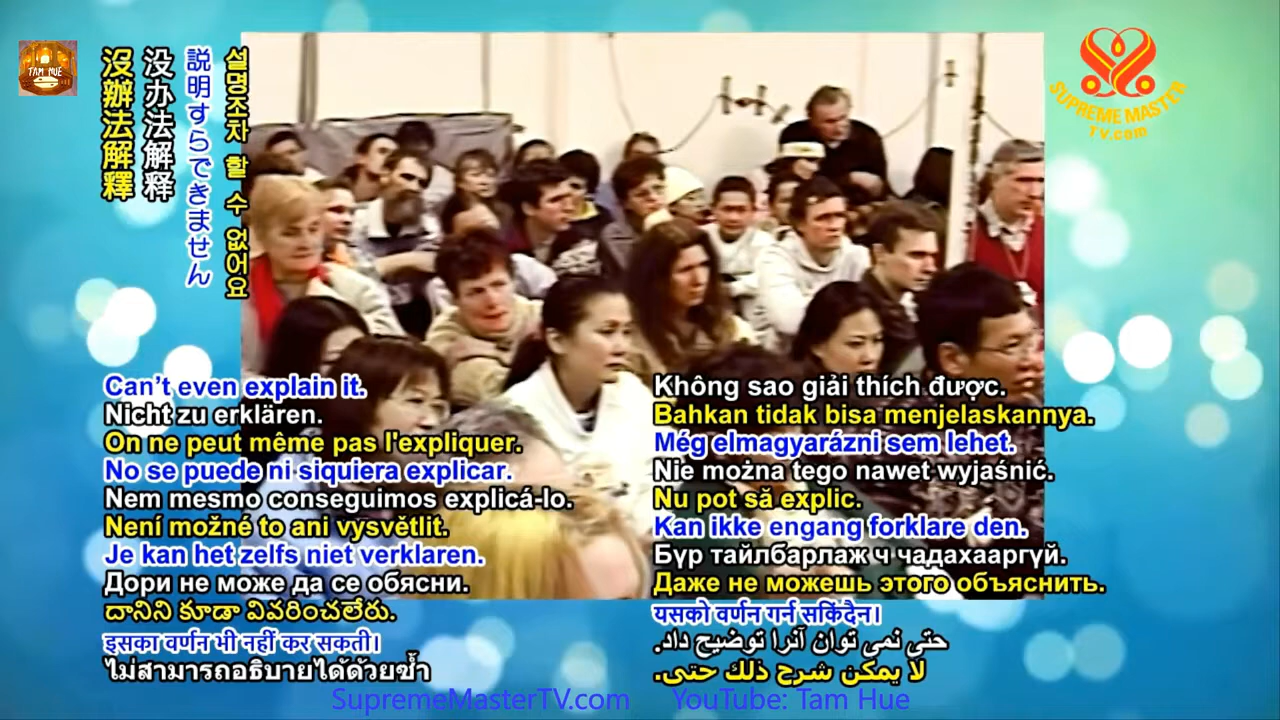 TAM HUE
沒辦法解釋
没办法解释
説明すらできません
설명조차 할 수 없어요
SUPREME MASTER
TV.com
Can't even explain it.
Nicht zu erklären.
On ne peut même pas l'expliquer.
No se puede ni siquiera explicar.
Nem mesmo conseguimos explicá-lo.
Není možné to ani vysvětlit.
Je kan het zelfs niet verklaren.
Дори не може да се обясни.
దానిని కూడా వివరించలేరు.
इसका वर्णन भी नहीं कर सकती।
ไม่สามารถอธิบายได้ด้วยซ้ำ
Không sao giải thích được.
Bahkan tidak bisa menjelaskannya.
Még elmagyarázni sem lehet.
Nie można tego nawet wyjaśnić.
Nu pot să explic.
Kan ikke engang forklare den.
Бүр тайлбарлаж ч чадахааргүй.
Даже не можешь этого объяснить.
यसको वर्णन गर्न सकिंदैन।
حتی نمی توان آنرا توضیح داد.
لا يمكن شرح ذلك حتى.
SupremeMasterTV.com YouTube: Tam Hue